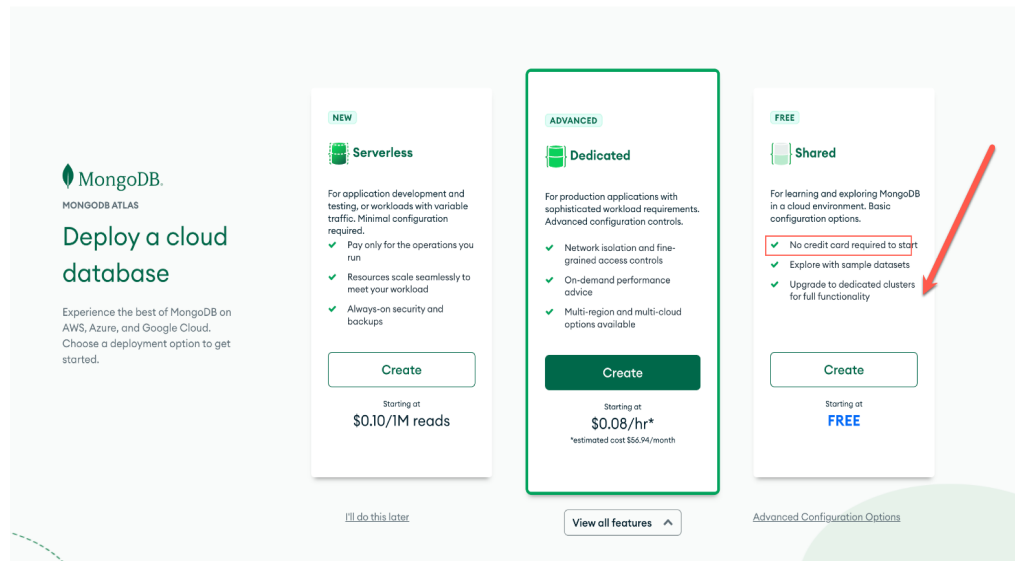 MongoDB.
MONGODB ATLAS
Deploy a cloud
database
Experience the best of MongoDB on
AWS, Azure, and Google Cloud.
Choose a deployment option to get
started.
NEW
Serverless
For application development and
testing, or workloads with variable
traffic. Minimal configuration
required.
Pay only for the operations you
run
Resources scale seamlessly to
meet your workload
Always-on security and
backups
Create
Starting at
$0.10/1M reads
ADVANCED
Dedicated
For production applications with
sophisticated workload requirements.
Advanced configuration controls.
Network isolation and fine-
grained access controls
On-demand performance
advice
Multi-region and multi-cloud
options available
Create
Starting at
$0.08/hr*
*estimated cost $56.94/month
FREE
Shared
For learning and exploring MongoDB
in a cloud environment. Basic
configuration options.
No credit card required to start
Explore with sample datasets
Upgrade to dedicated clusters
for full functionality
Create
Starting at
FREE
I'll do this later
View all features
Advanced Configuration Options